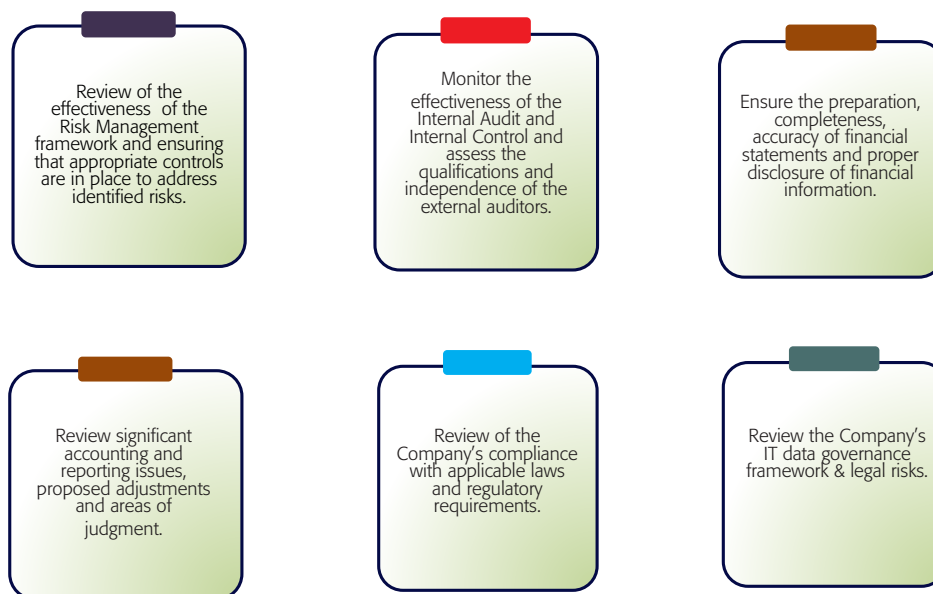 Review of the
effectiveness of the
Risk Management
framework and ensuring
that appropriate controls
are in place to address
identified risks.
Monitor the
effectiveness of the
Internal Audit and
Internal Control and
assess the
qualifications and
independence of the
external auditors.
Ensure the preparation,
completeness,
accuracy of financial
statements and proper
disclosure of financial
information.
Review significant
accounting and
reporting issues,
proposed adjustments
and areas of
judgment.
Review of the
Company's compliance
with applicable laws
and regulatory
requirements.
Review the Company's
IT data governance
framework & legal risks.